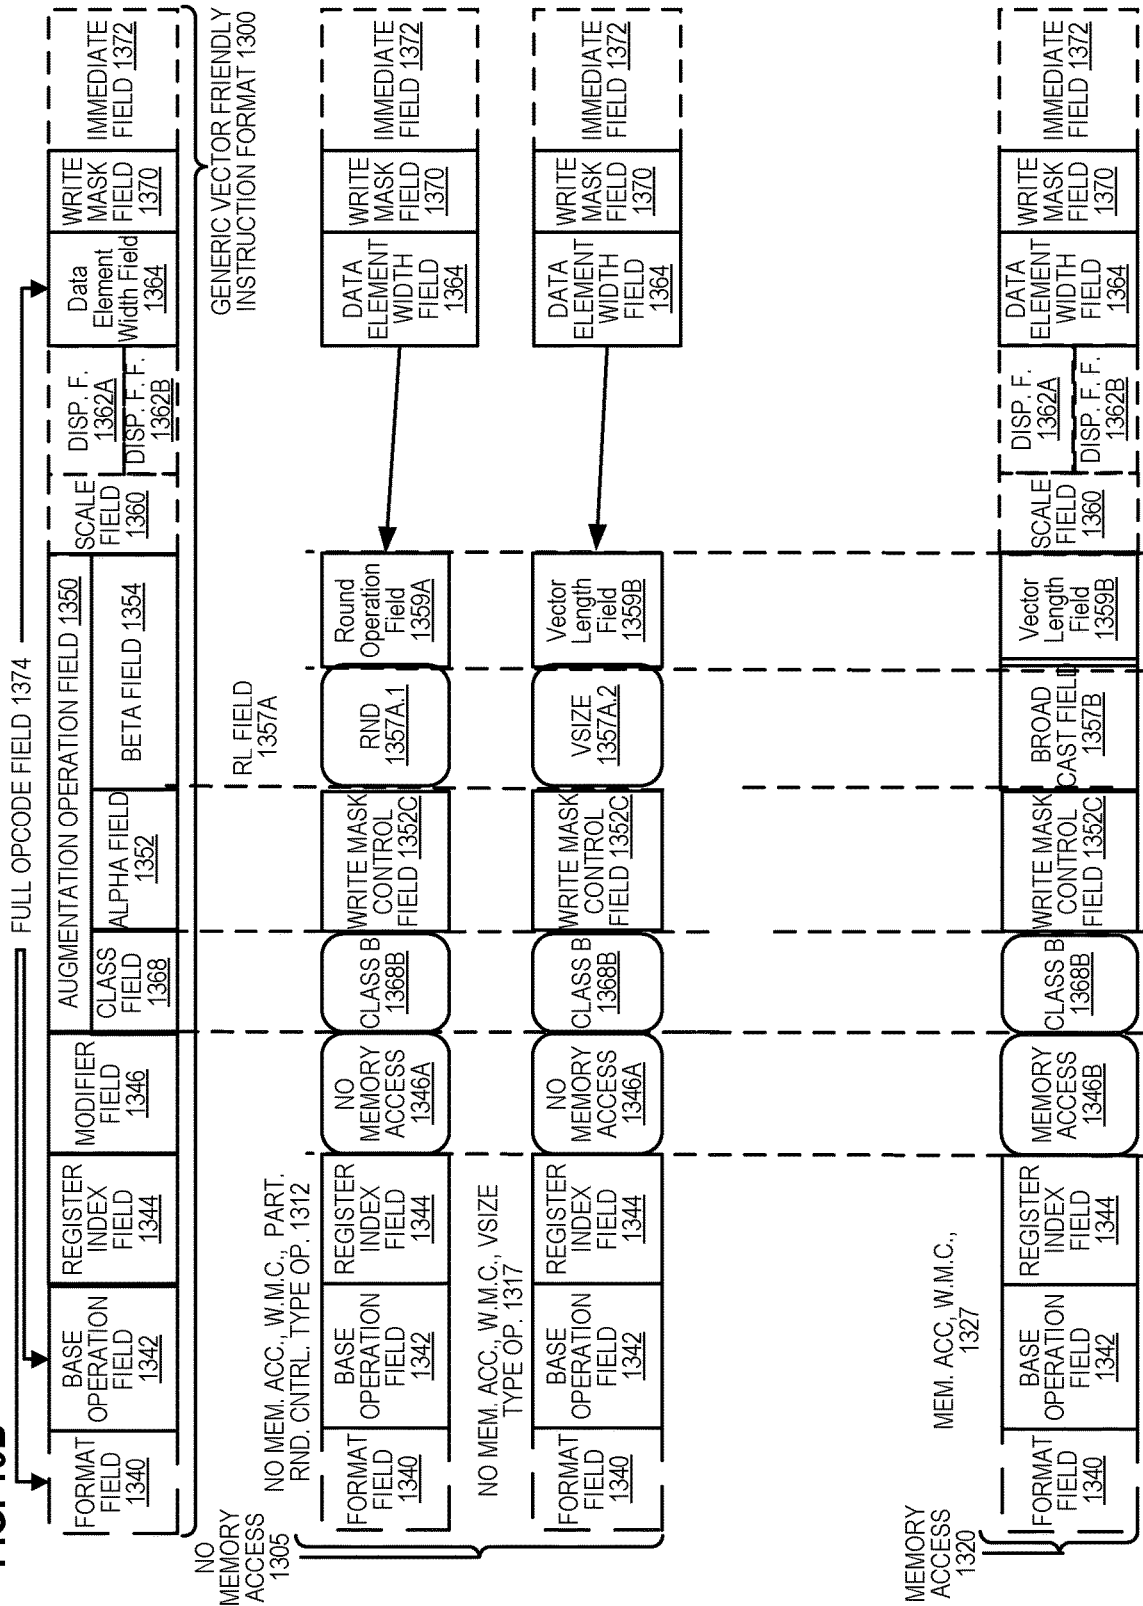 FULL OPCODE FIELD 1374
FORMAT
FIELD
1340
BASE
OPERATION
FIELD
1342
REGISTER
INDEX
FIELD
1344
MODIFIER
FIELD
1346
AUGMENTATION OPERATION FIELD 1350
CLASS
FIELD
1368
ALPHA FIELD
1352
BETA FIELD 1354
SCALE
FIELD
1360
DISP. F.
1362A
DISP. F. F.
1362B
Data
Element
Width Field
1364
WRITE
MASK
FIELD
1370
IMMEDIATE
FIELD 1372
GENERIC VECTOR FRIENDLY
INSTRUCTION FORMAT 1300
NO
MEMORY
ACCESS
1305
RL FIELD
1357A
NO MEM. ACC., W.M.C., PART.
RND. CNTRL. TYPE OP. 1312
FORMAT
FIELD
1340
BASE
OPERATION
FIELD
1342
REGISTER
INDEX
FIELD
1344
NO
MEMORY
ACCESS
1346A
CLASS B
1368B
WRITE MASK
CONTROL
FIELD 1352C
RND
1357A.1
Round
Operation
Field
1359A
DATA
ELEMENT
WIDTH
FIELD
1364
WRITE
MASK
FIELD
1370
IMMEDIATE
FIELD 1372
NO MEM. ACC., W.M.C., VSIZE
TYPE OP. 1317
FORMAT
FIELD
1340
BASE
OPERATION
FIELD
1342
REGISTER
INDEX
FIELD
1344
NO
MEMORY
ACCESS
1346A
CLASS B
1368B
WRITE MASK
CONTROL
FIELD 1352C
VSIZE
1357A.2
Vector
Length
Field
1359B
DATA
ELEMENT
WIDTH
FIELD
1364
WRITE
MASK
FIELD
1370
IMMEDIATE
FIELD 1372
MEMORY
ACCESS
1320
MEM. ACC, W.M.C.,
1327
FORMAT
FIELD
1340
BASE
OPERATION
FIELD
1342
REGISTER
INDEX
FIELD
1344
MEMORY
ACCESS
1346B
CLASS B
1368B
WRITE MASK
CONTROL
FIELD 1352C
BROAD
CAST FIELD
1357B
Vector
Length
Field
1359B
SCALE
FIELD
1360
DISP. F.
1362A
DISP. F. F.
1362B
DATA
ELEMENT
WIDTH
FIELD
1364
WRITE
MASK
FIELD
1370
IMMEDIATE
FIELD 1372